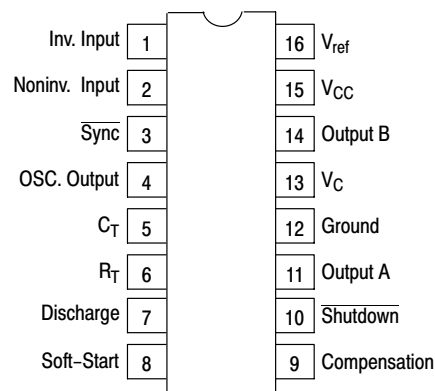 Inv. Input 1 16 Vref
Noninv. Input 2 15 VCC
Sync 3 14 Output B
OSC. Output 4 13 VC
CT 5 12 Ground
RT 6 11 Output A
Discharge 7 10 Shutdown
Soft-Start 8 9 Compensation